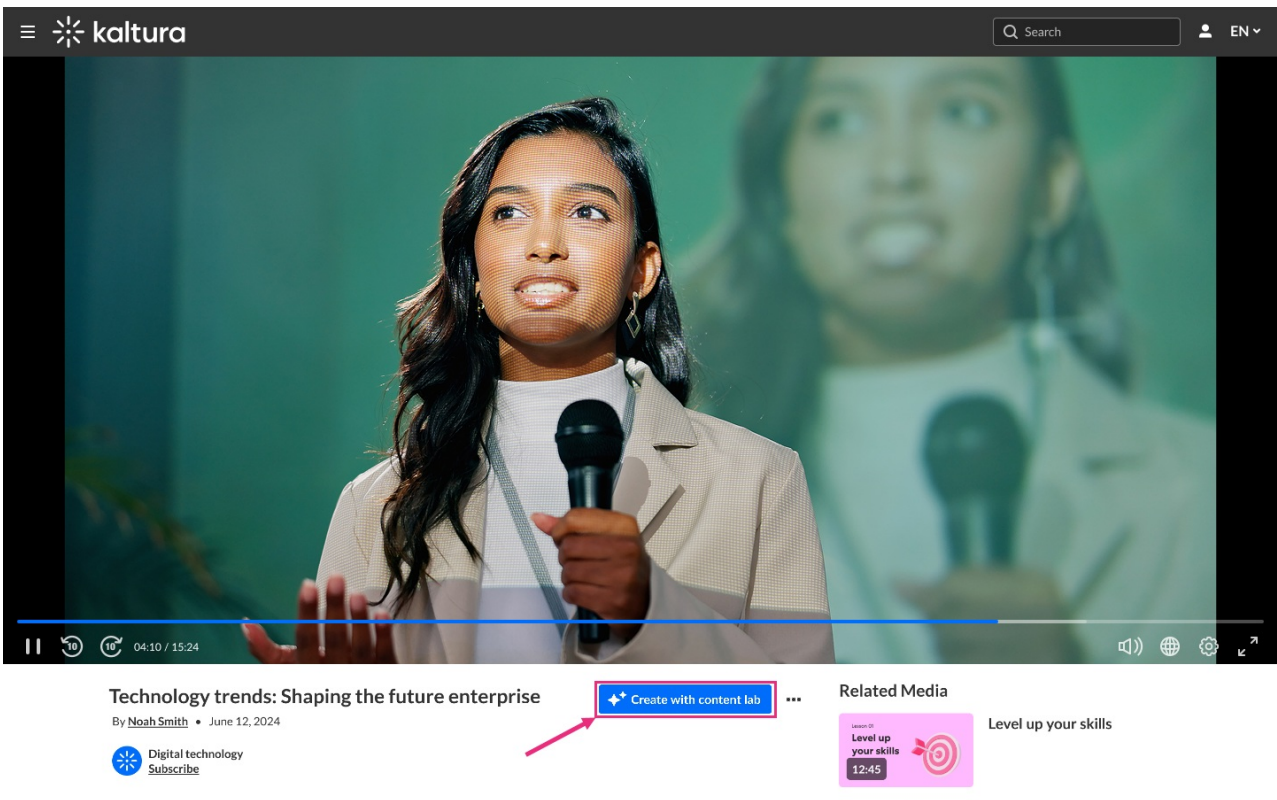 kaltura
Search
EN
10
10
04:10 / 15:24
Technology trends: Shaping the future enterprise
Create with content lab
By Noah Smith • June 12, 2024
Digital technology
Subscribe
Related Media
Lesson 01
Level up
your skills
12:45
Level up your skills